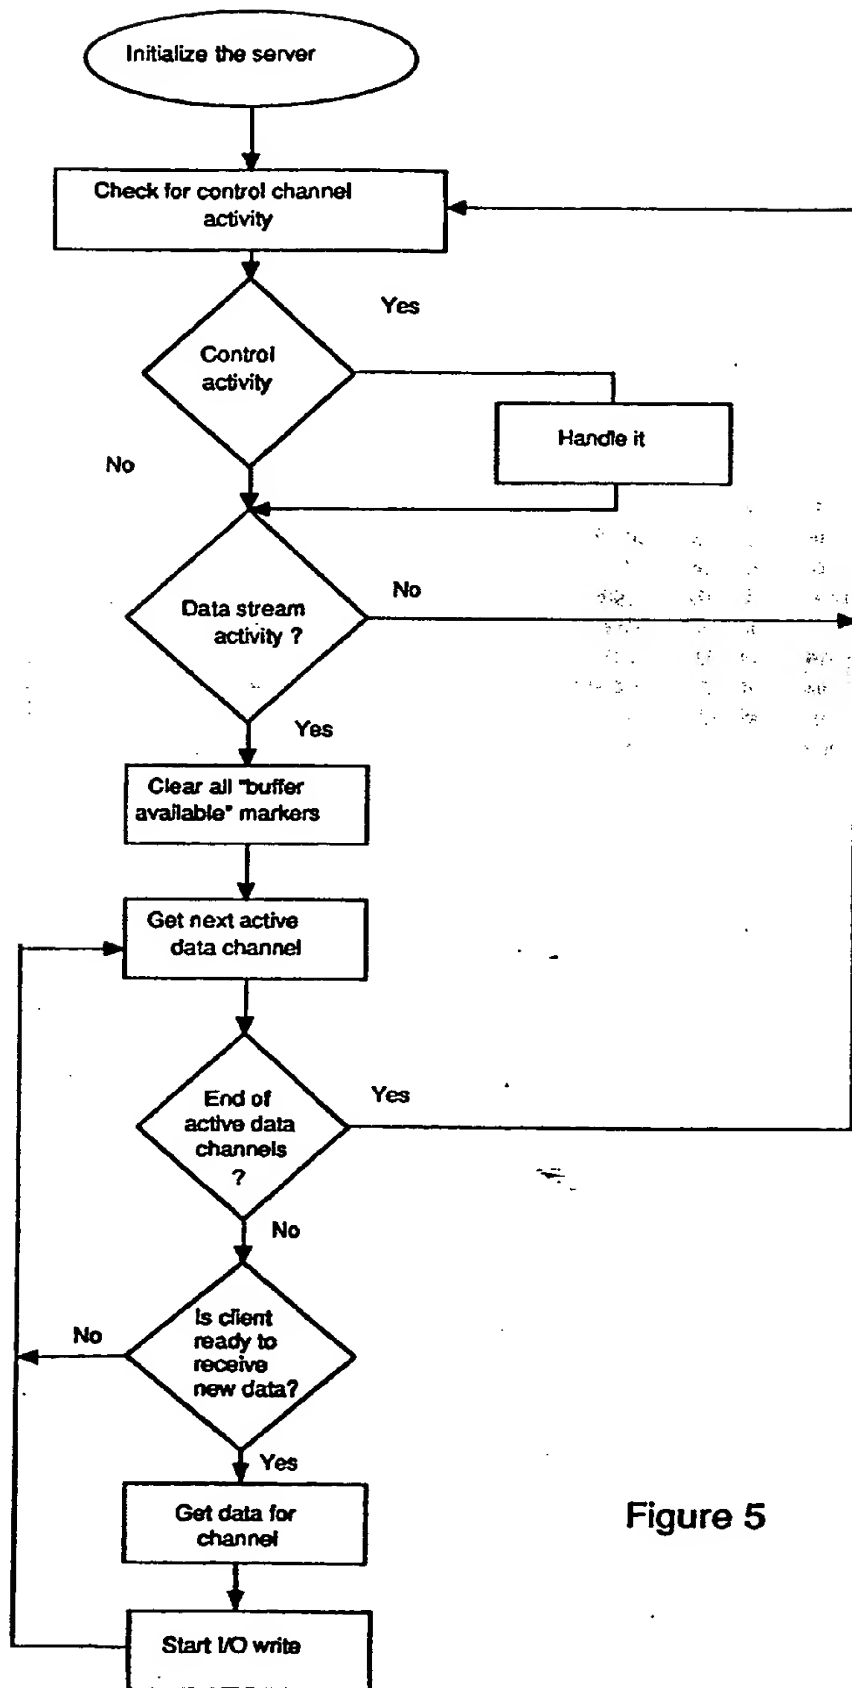 Initialize the server
Check for control channel
activity
Yes
Control
activity
Handle it
No
Data stream
activity ?
No
Yes
Clear all "buffer
available" markers
Get next active
data channel
End of
active data
channels
?
Yes
No
Is client
ready to
receive
new data?
No
Yes
Get data for
channel
Figure 5
Start I/O write